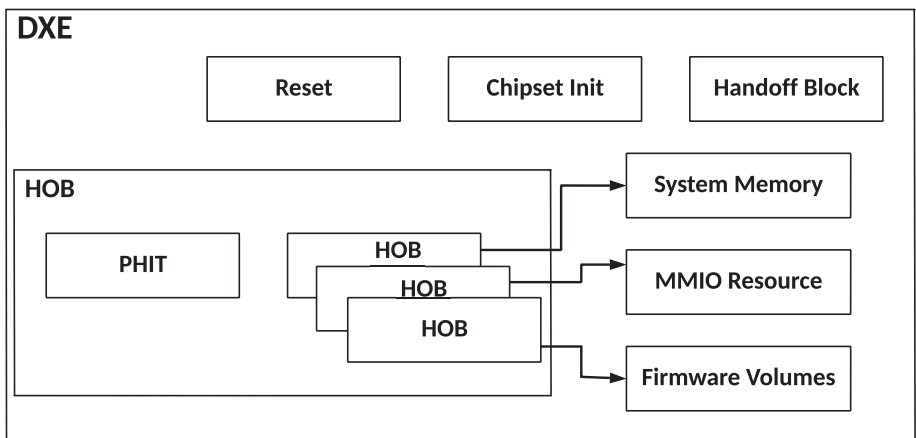 DXE
Reset
Chipset Init
Handoff Block
HOB
PHIT
HOB
HOB
HOB
System Memory
MMIO Resource
Firmware Volumes